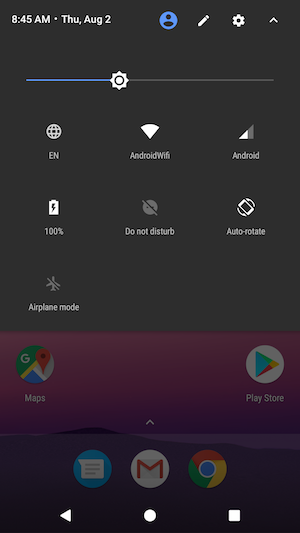 8:45 AM • Thu, Aug 2
EN
AndroidWifi
Android
100%
Do not disturb
Auto-rotate
Airplane mode
Maps
Play Store